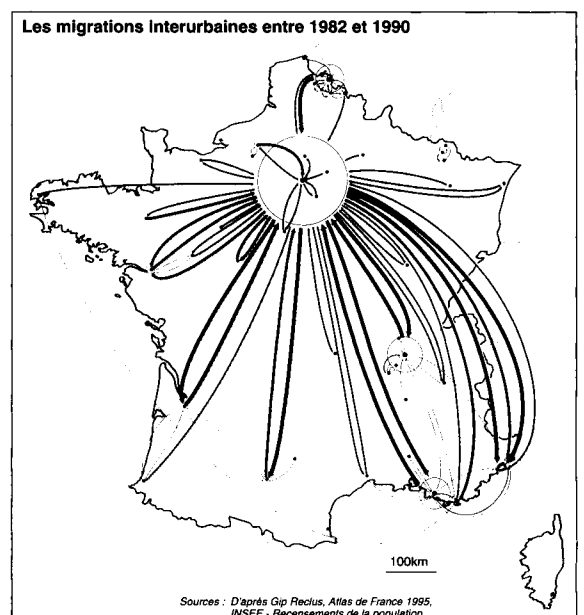 Les migrations interurbaines entre 1982 et 1990
100km
Sources : D'après Gip Reclus, Atlas de France 1995,
INSEE - Recensements de la population